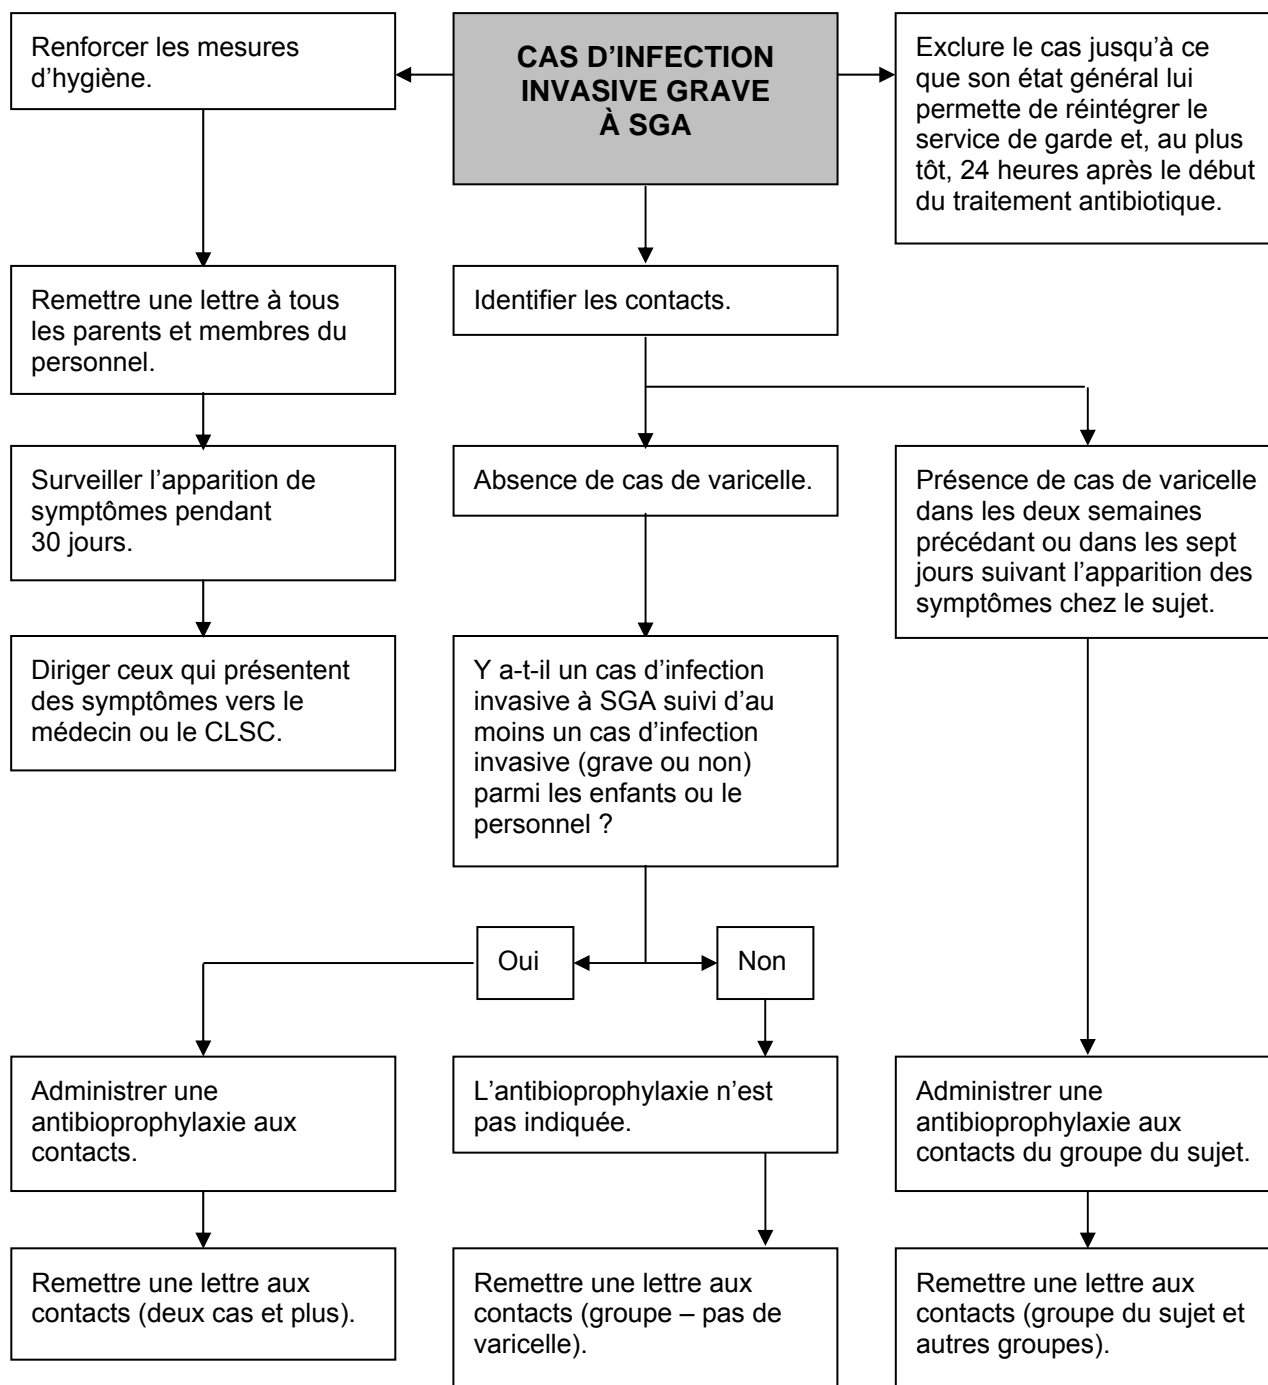 Renforcer les mesures
d’hygiène.
CAS D’INFECTION
INVASIVE GRAVE
À SGA
Exclure le cas jusqu’à ce
que son état général lui
permette de réintégrer le
service de garde et, au plus
tôt, 24 heures après le début
du traitement antibiotique.
Remettre une lettre à tous
les parents et membres du
personnel.
Identifier les contacts.
Surveiller l’apparition de
symptômes pendant
30 jours.
Absence de cas de varicelle.
Présence de cas de varicelle
dans les deux semaines
précédant ou dans les sept
jours suivant l’apparition des
symptômes chez le sujet.
Diriger ceux qui présentent
des symptômes vers le
médecin ou le CLSC.
Y a-t-il un cas d’infection
invasive à SGA suivi d’au
moins un cas d’infection
invasive (grave ou non)
parmi les enfants ou le
personnel ?
Oui
Non
Administrer une
antibioprophylaxie aux
contacts.
L’antibioprophylaxie n’est
pas indiquée.
Administrer une
antibioprophylaxie aux
contacts du groupe du sujet.
Remettre une lettre aux
contacts (deux cas et plus).
Remettre une lettre aux
contacts (groupe – pas de
varicelle).
Remettre une lettre aux
contacts (groupe du sujet et
autres groupes).